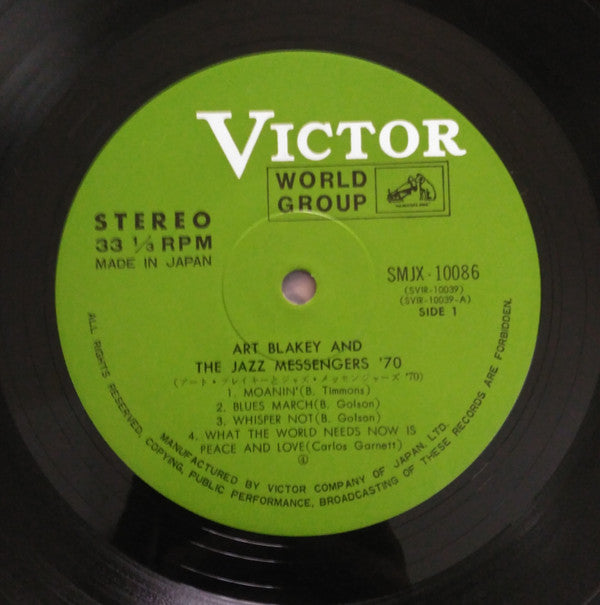 VICTOR
WORLD
GROUP
STEREO
33 1/3 RPM
MADE IN JAPAN
SMJX-10086
(SVIR-10039)
(SVIR-10039-A)
SIDE 1
ART BLAKEY AND
THE JAZZ MESSENGERS '70
(アート・ブレイキーとジャズ・メッセンジャーズ '70)
1. MOANIN'(B. Timmons)
2. BLUES MARCH(B. Golson)
3. WHISPER NOT(B. Golson)
4. WHAT THE WORLD NEEDS NOW IS
PEACE AND LOVE(Carlos Garnett)
MANUFACTURED BY VICTOR COMPANY OF JAPAN, LTD.
ALL RIGHTS RESERVED, COPYING, PUBLIC PERFORMANCE, BROADCASTING OF THESE RECORDS ARE FORBIDDEN.